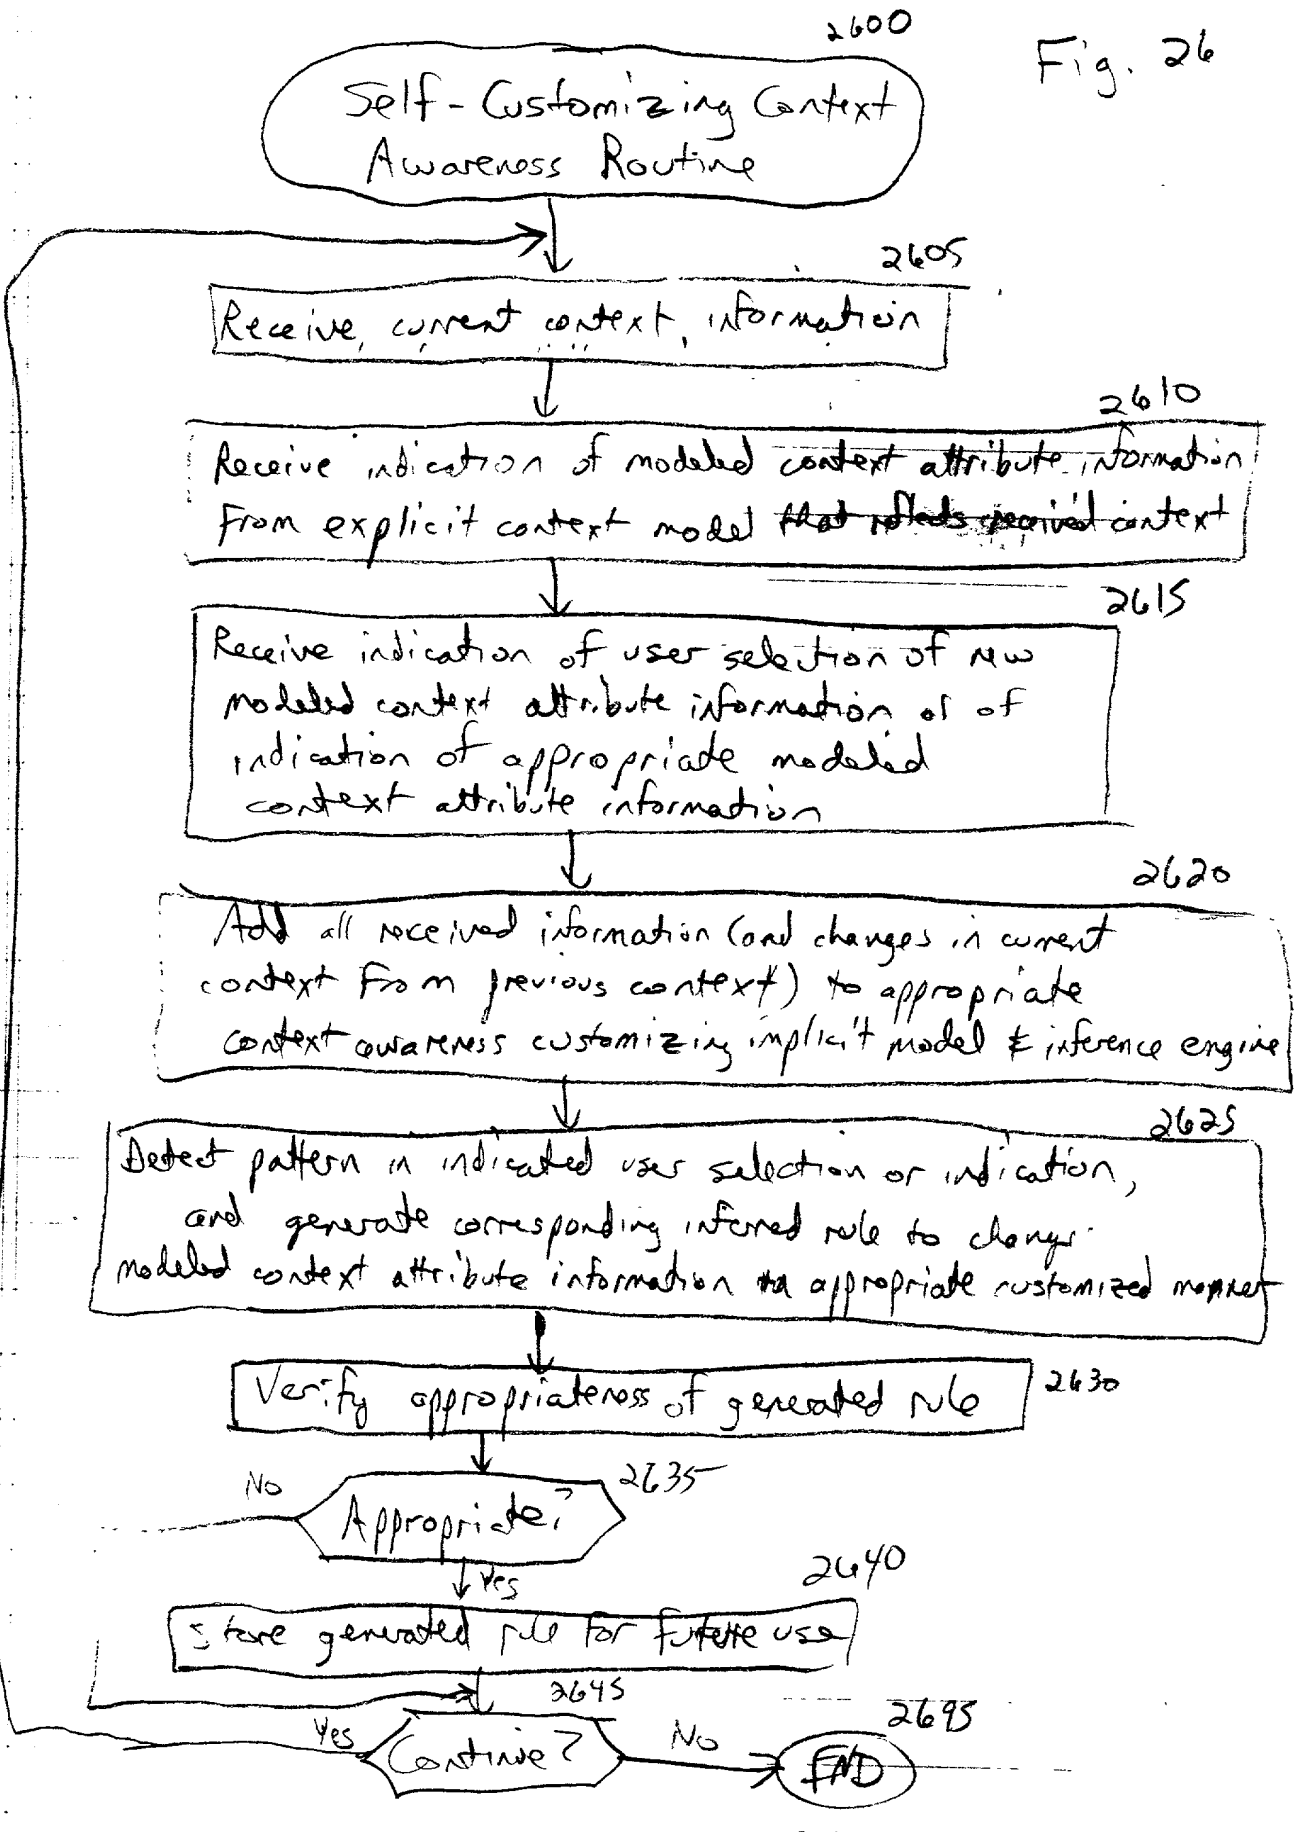 2600
Fig. 26
Self-Customizing Context
Awareness Routine
2605
Receive current context information
2610
Receive indication of modeled context attribute information
from explicit context model that reflects received context
2615
Receive indication of user selection of new
modeled context attribute information or of
indication of appropriate modeled
context attribute information
2620
Add all received information (and changes in current
context from previous context) to appropriate
context awareness customizing implicit model & inference engine
2625
Detect pattern in indicated user selection or indication,
and generate corresponding inferred rule to change
modeled context attribute information in appropriate customized manner
Verify appropriateness of generated rule
2630
No
2635
Appropriate?
Yes
2640
Store generated rule for future use
2645
2695
Yes
Continue?
No
END